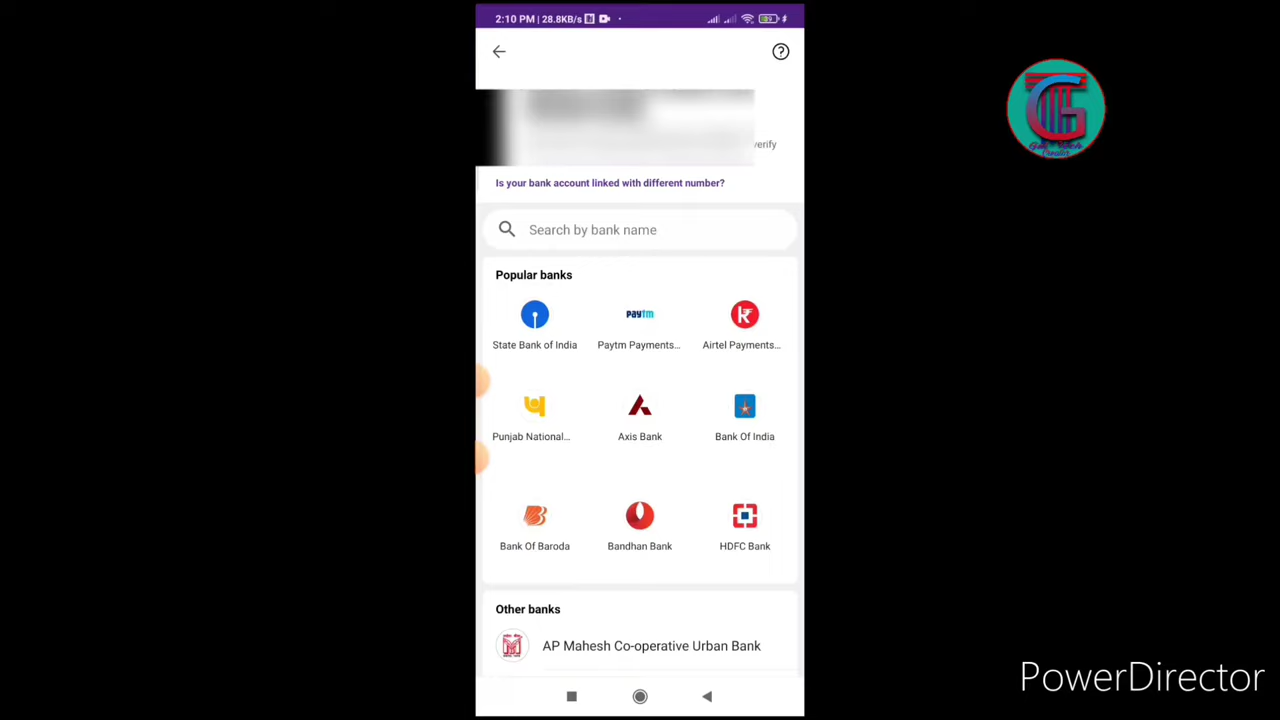 2:10 PM | 28.8KB/s
verify
Is your bank account linked with different number?
Search by bank name
Popular banks
State Bank of India
Paytm
Paytm Payments...
Airtel Payments...
Punjab National...
Axis Bank
Bank Of India
Bank Of Baroda
Bandhan Bank
HDFC Bank
Other banks
AP Mahesh Co-operative Urban Bank
PowerDirector